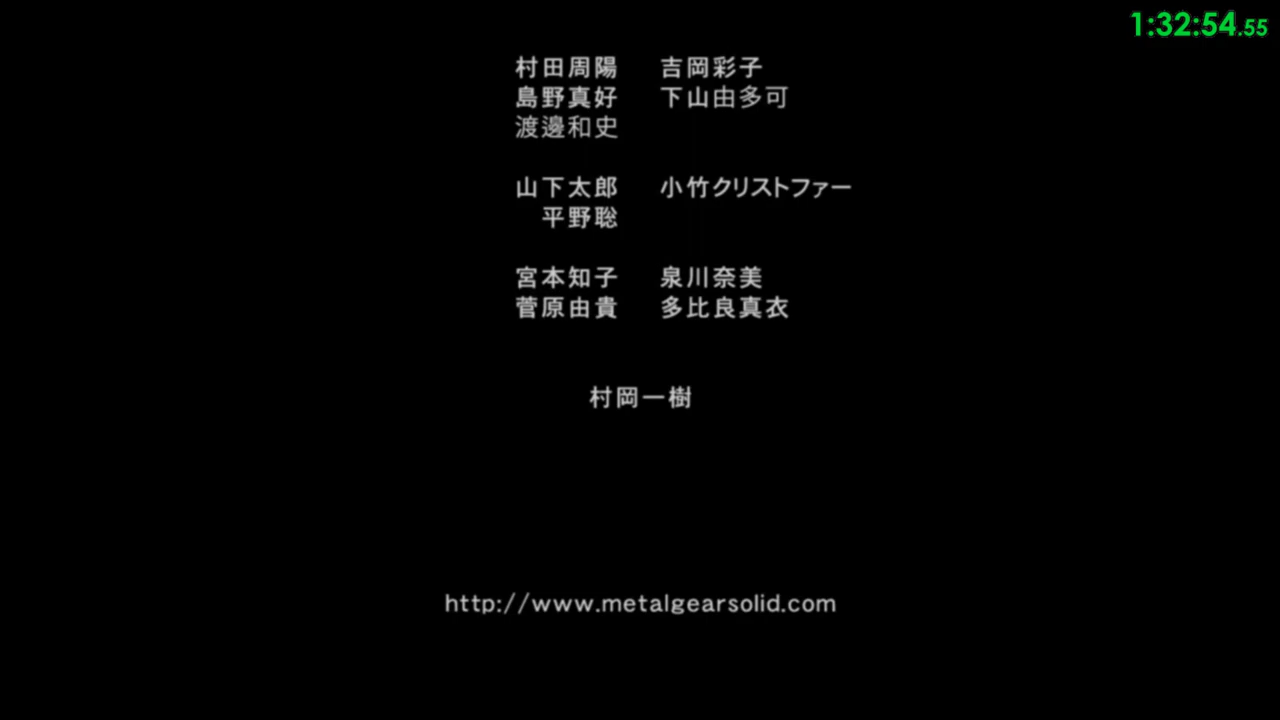 1:32:54.55
村田周陽 吉岡彩子
島野真好 下山由多可
渡邊和史
山下太郎 小竹クリストファー
平野聡
宮本知子 泉川奈美
菅原由貴 多比良真衣
村岡一樹
http://www.metalgearsolid.com